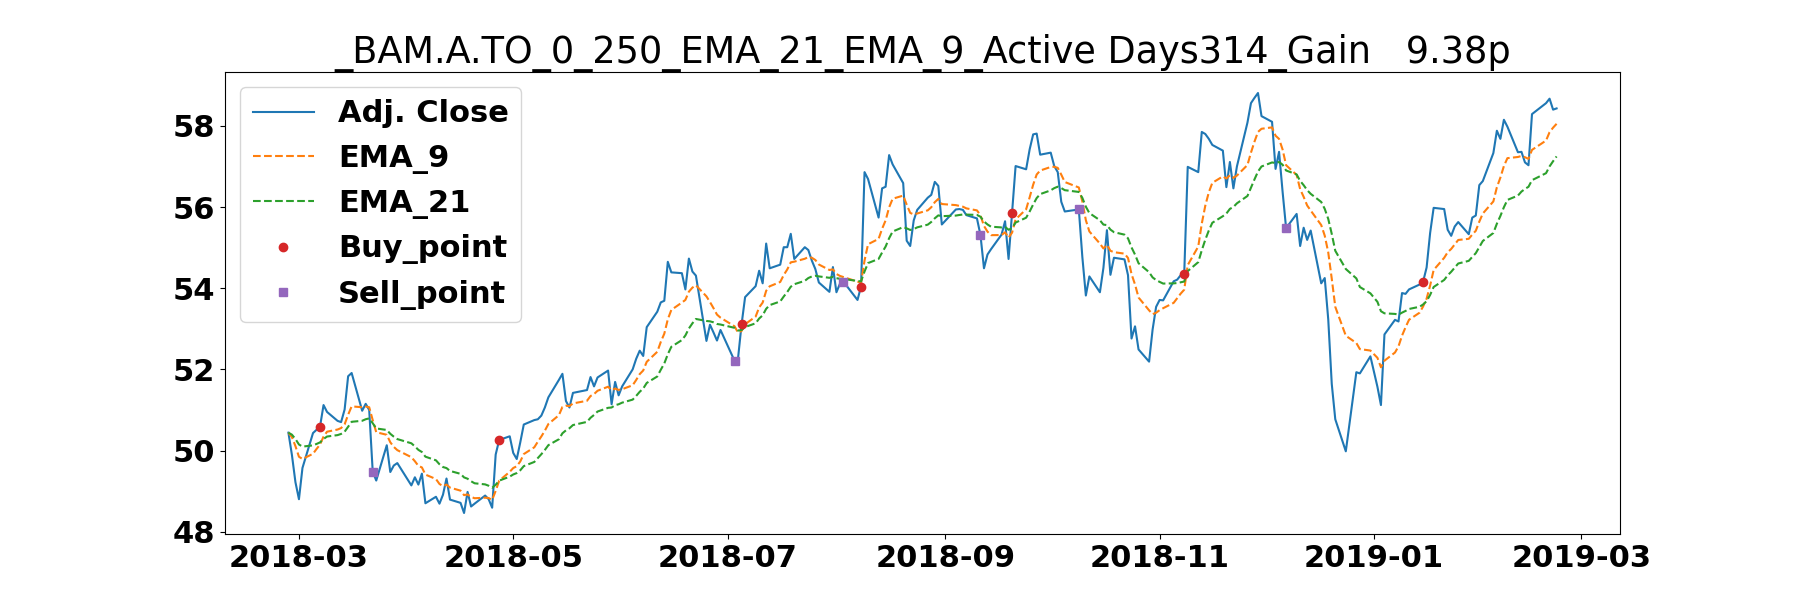 _BAM.A.TO_0_250_EMA_21_EMA_9_Active Days314_Gain   9.38p
Adj. Close
EMA_9
EMA_21
Buy_point
Sell_point
58
56
54
52
50
48
2018-03 2018-05 2018-07 2018-09 2018-11 2019-01 2019-03